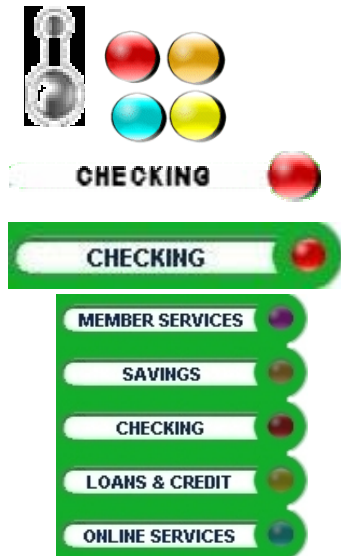 CHECKING
CHECKING
MEMBER SERVICES
SAVINGS
CHECKING
LOANS & CREDIT
ONLINE SERVICES